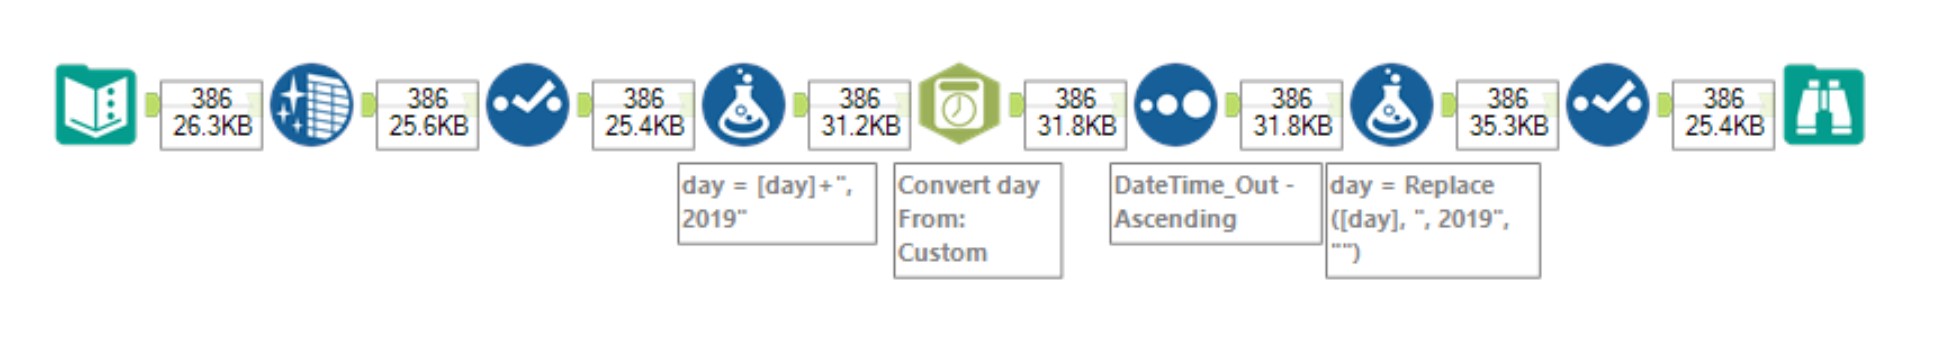 386
26.3KB
386
25.6KB
386
25.4KB
386
31.2KB
386
31.8KB
386
31.8KB
386
35.3KB
386
25.4KB
day = [day]+",
2019"
Convert day
From:
Custom
DateTime_Out -
Ascending
day = Replace
([day], ", 2019",
"")